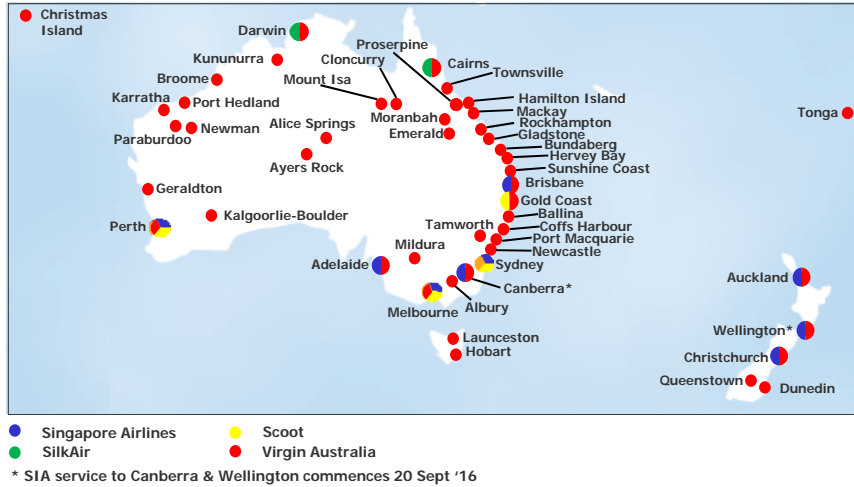 Christmas
Island
Darwin
Proserpine
Kununurra
Cloncurry
Cairns
Broome
Mount Isa
Townsville
Karratha
Port Hedland
Hamilton Island
Mackay
Tonga
Moranbah
Rockhampton
Paraburdoo
Newman
Alice Springs
Emerald
Gladstone
Bundaberg
Hervey Bay
Ayers Rock
Sunshine Coast
Geraldton
Brisbane
Gold Coast
Kalgoorlie-Boulder
Ballina
Perth
Tamworth
Coffs Harbour
Port Macquarie
Mildura
Newcastle
Adelaide
Sydney
Auckland
Canberra*
Melbourne
Albury
Wellington*
Launceston
Hobart
Christchurch
Queenstown
Dunedin
Singapore Airlines
Scoot
SilkAir
Virgin Australia
* SIA service to Canberra & Wellington commences 20 Sept ‘16